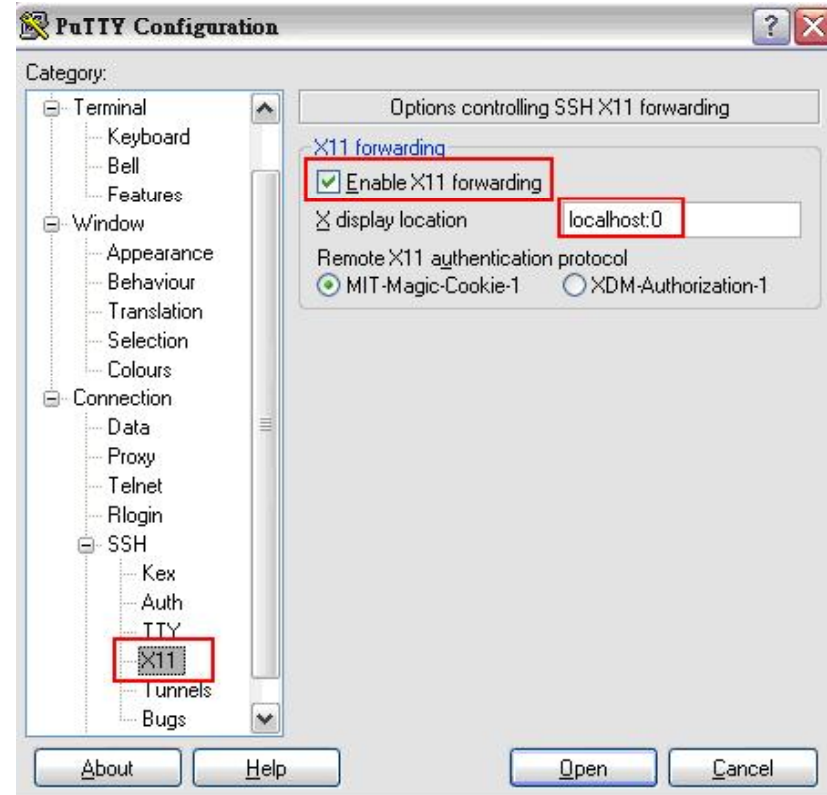 PuTTY Configuration
Category:
Terminal
Keyboard
Bell
Features
Window
Appearance
Behaviour
Translation
Selection
Colours
Connection
Data
Proxy
Telnet
Rlogin
SSH
Kex
Auth
TTY
X11
Tunnels
Bugs
Options controlling SSH X11 forwarding
X11 forwarding
Enable X11 forwarding
X display location
localhost:0
Remote X11 authentication protocol
MIT-Magic-Cookie-1 XDM-Authorization-1
About Help Open Cancel